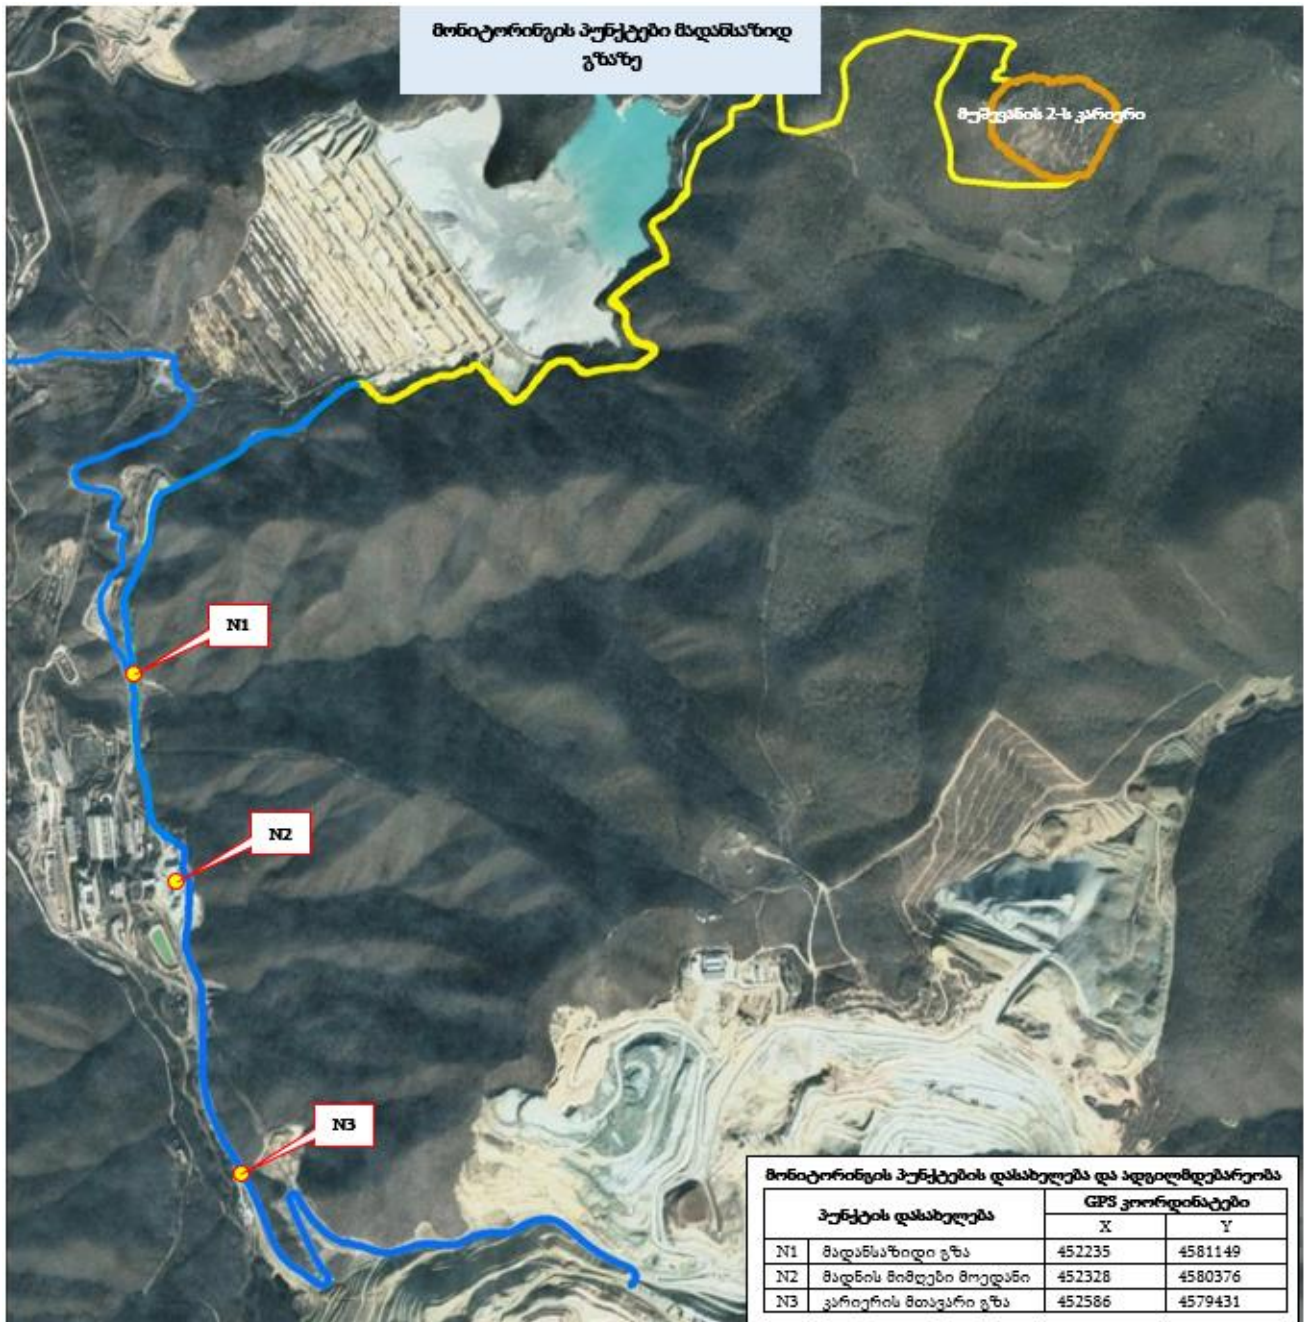 მონიტორინგის პუნქტები მადანსაზიდ
გზაზე
მუშევანის 2-ს კარიერი
N1
N2
N3
მონიტორინგის პუნქტების დასახელება და ადგილმდებარეობა
პუნქტის დასახელება GPS კოორდინატები
X Y
N1 მადანსაზიდი გზა 452235 4581149
N2 მადნის მიმღები მოედანი 452328 4580376
N3 კარიერის მთავარი გზა 452586 4579431